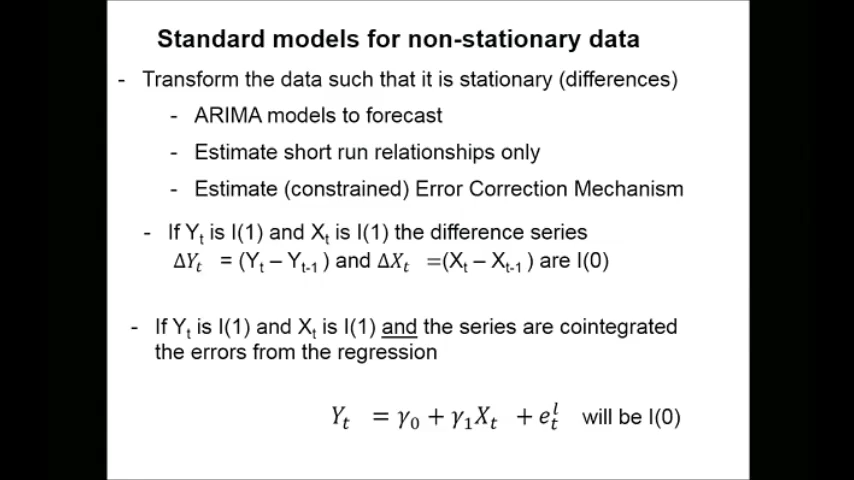 Standard models for non-stationary data
- Transform the data such that it is stationary (differences)
- ARIMA models to forecast
- Estimate short run relationships only
- Estimate (constrained) Error Correction Mechanism
- If Yₜ is I(1) and Xₜ is I(1) the difference series
ΔYₜ = (Yₜ – Yₜ₋₁ ) and ΔXₜ =(Xₜ – Xₜ₋₁ ) are I(0)
- If Yₜ is I(1) and Xₜ is I(1) and the series are cointegrated
the errors from the regression
Yₜ = γ₀ + γ₁Xₜ + eₜˡ will be I(0)